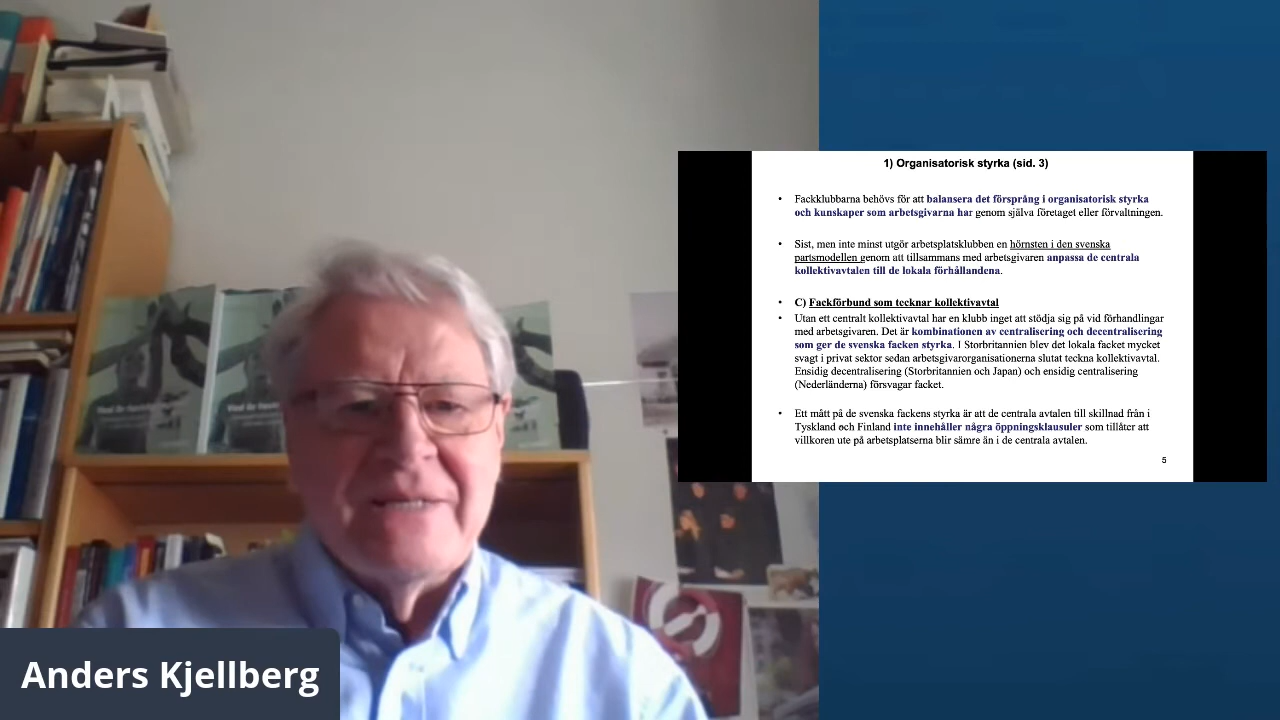 1) Organisatorisk styrka (sid. 3)
• Fackklubbarna behövs för att balansera det försprång i organisatorisk styrka
och kunskaper som arbetsgivarna har genom själva företaget eller förvaltningen.
• Sist, men inte minst utgör arbetsplatsklubben en hörnsten i den svenska
partsmodellen genom att tillsammans med arbetsgivaren anpassa de centrala
kollektivavtalen till de lokala förhållandena.
• C) Fackförbund som tecknar kollektivavtal
• Utan ett centralt kollektivavtal har en klubb inget att stödja sig på vid förhandlingar
med arbetsgivaren. Det är kombinationen av centralisering och decentralisering
som ger de svenska facken styrka. I Storbritannien blev det lokala facket mycket
svagt i privat sektor sedan arbetsgivarorganisationerna slutat teckna kollektivavtal.
Ensidig decentralisering (Storbritannien och Japan) och ensidig centralisering
(Nederländerna) försvagar facket.
• Ett mått på de svenska fackens styrka är att de centrala avtalen till skillnad från i
Tyskland och Finland inte innehåller några öppningsklausuler som tillåter att
villkoren ute på arbetsplatserna blir sämre än i de centrala avtalen.
5
Anders Kjellberg